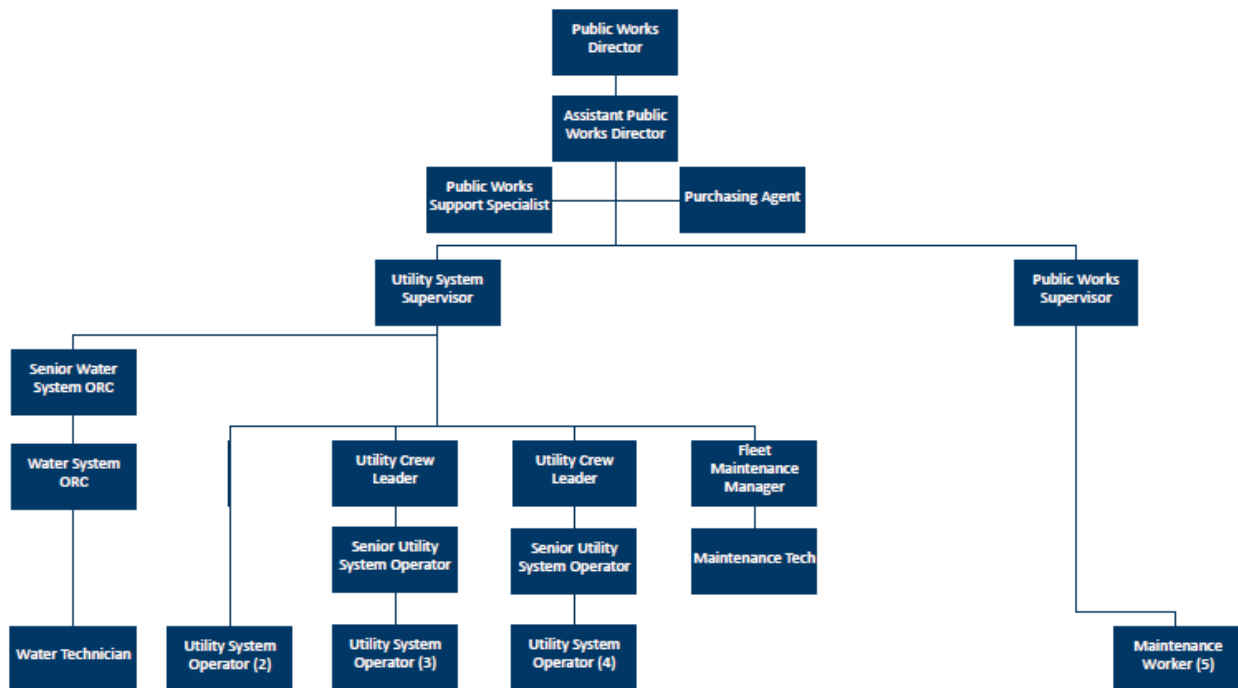 Public Works
Director
Assistant Public
Works Director
Public Works
Support Specialist
Purchasing Agent
Utility System
Supervisor
Public Works
Supervisor
Senior Water
System ORC
Water System
ORC
Utility Crew
Leader
Utility Crew
Leader
Fleet
Maintenance
Manager
Senior Utility
System Operator
Senior Utility
System Operator
Maintenance Tech
Water Technician
Utility System
Operator (2)
Utility System
Operator (3)
Utility System
Operator (4)
Maintenance
Worker (5)